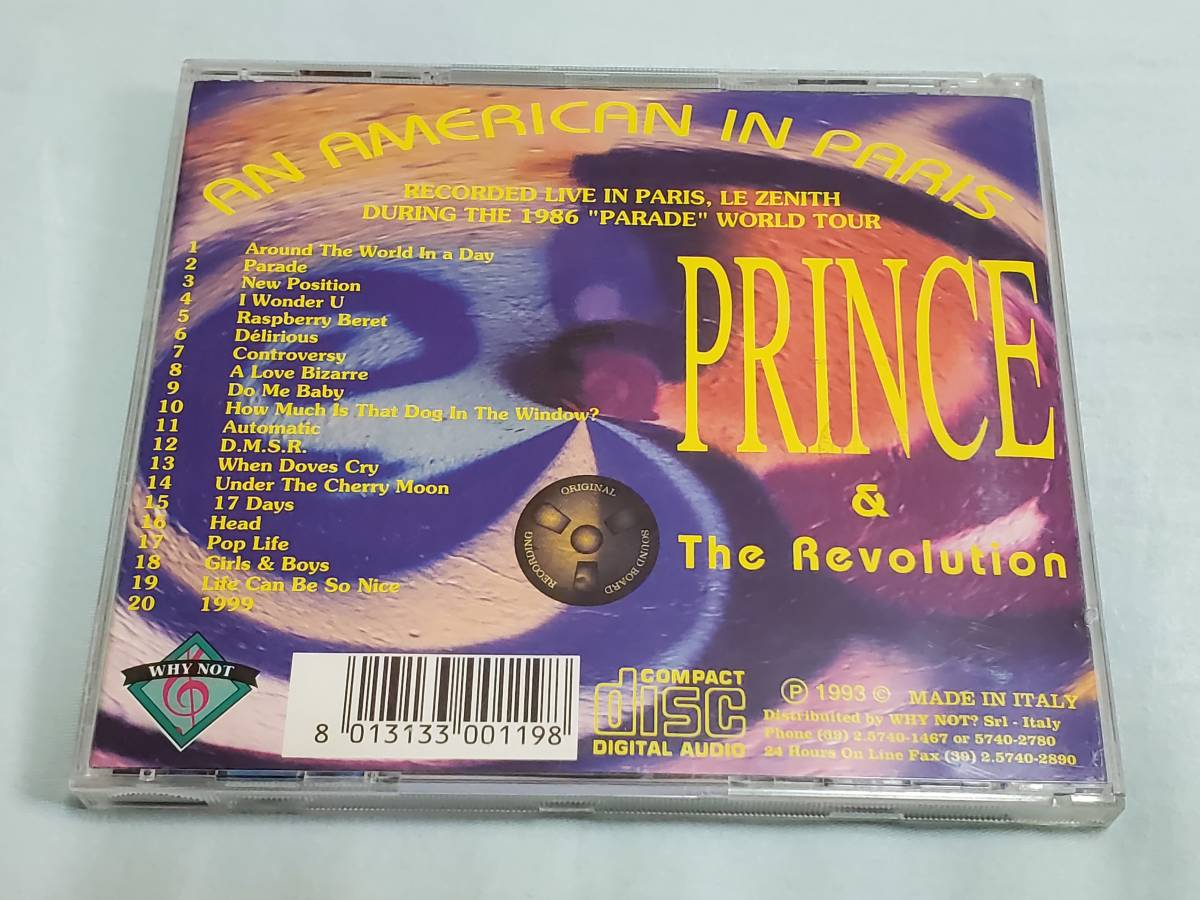 AN AMERICAN IN PARIS
RECORDED LIVE IN PARIS, LE ZENITH
DURING THE 1986 "PARADE" WORLD TOUR
1 Around The World In a Day
2 Parade
3 New Position
4 I Wonder U
5 Raspberry Beret
6 Délirious
7 Controversy
8 A Love Bizarre
9 Do Me Baby
10 How Much Is That Dog In The Window?
11 Automatic
12 D.M.S.R.
13 When Doves Cry
14 Under The Cherry Moon
15 17 Days
16 Head
17 Pop Life
18 Girls & Boys
19 Life Can Be So Nice
20 1999
PRINCE
&
The Revolution
ORIGINAL
SOUND BOARD
RECORDING
WHY NOT
8 013133 001198
COMPACT
disc
DIGITAL AUDIO
℗ 1993 © MADE IN ITALY
Distribuited by WHY NOT? Srl - Italy
Phone (39) 2.5740-1467 or 5740-2780
24 Hours On Line Fax (39) 2.5740-2890